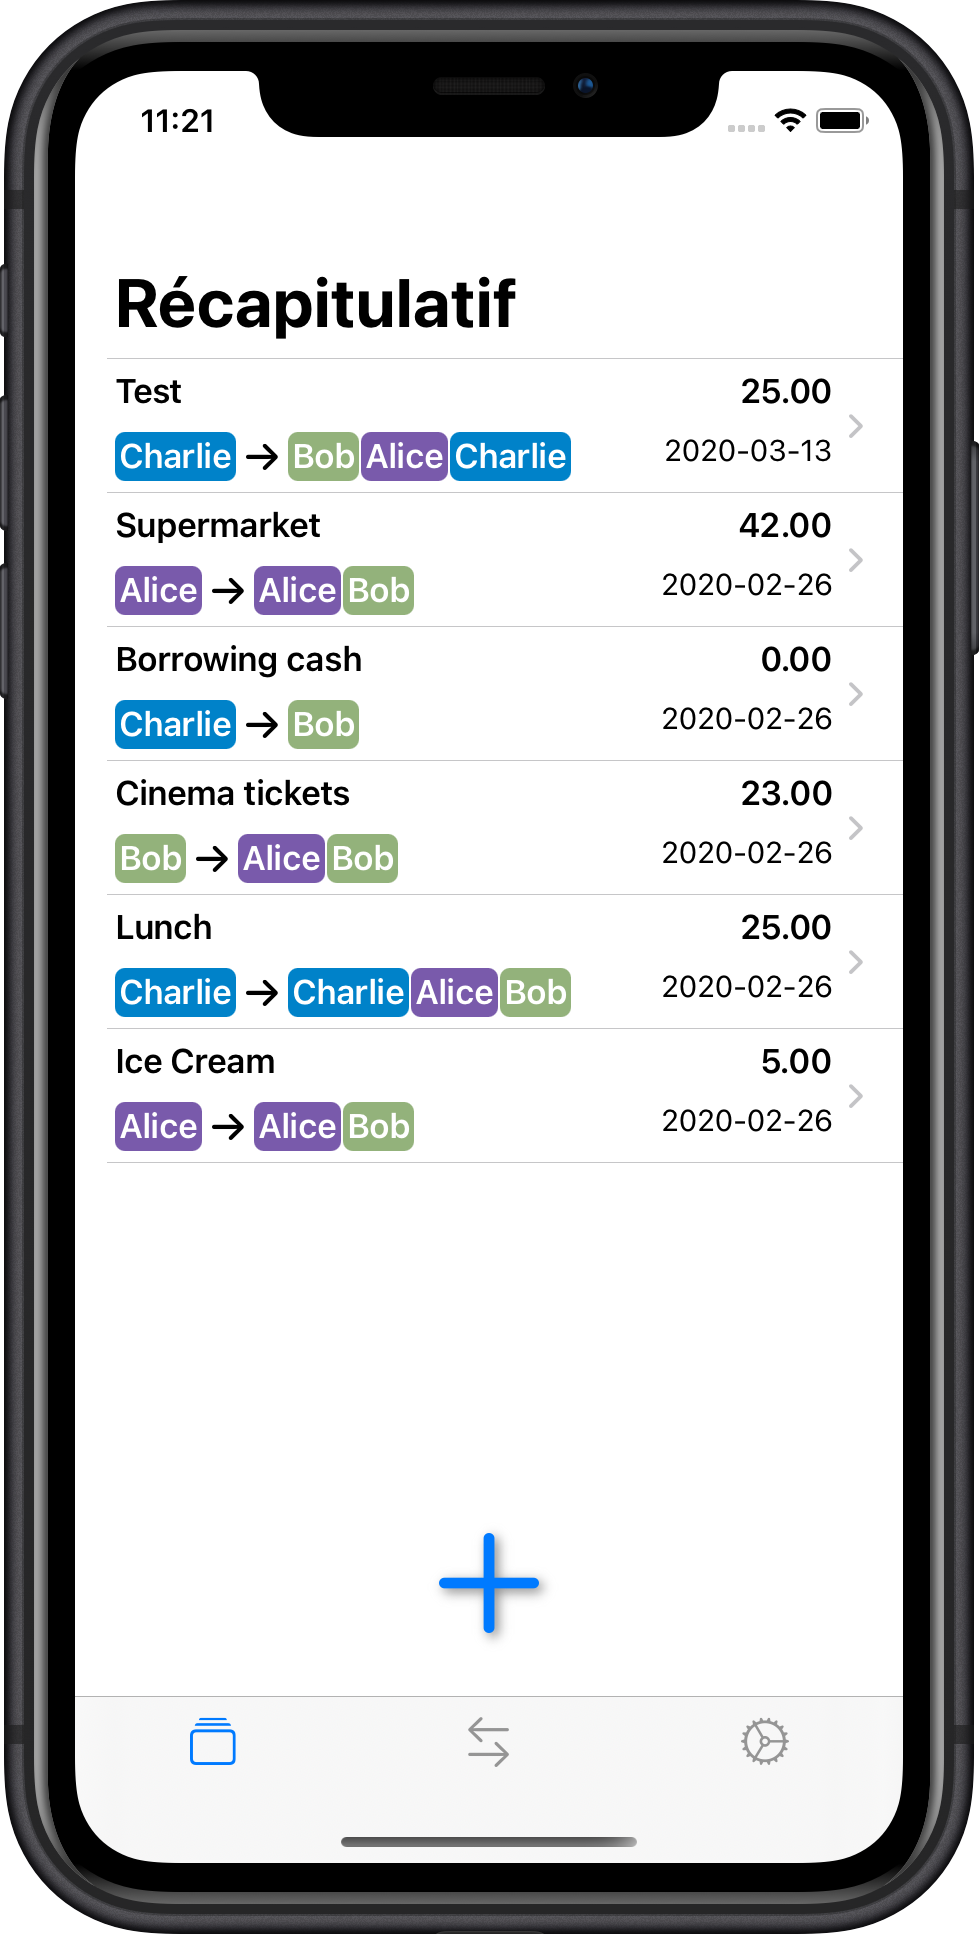 11:21
Récapitulatif
Test 25.00
Charlie → Bob Alice Charlie 2020-03-13
Supermarket 42.00
Alice → Alice Bob 2020-02-26
Borrowing cash 0.00
Charlie → Bob 2020-02-26
Cinema tickets 23.00
Bob → Alice Bob 2020-02-26
Lunch 25.00
Charlie → Charlie Alice Bob 2020-02-26
Ice Cream 5.00
Alice → Alice Bob 2020-02-26